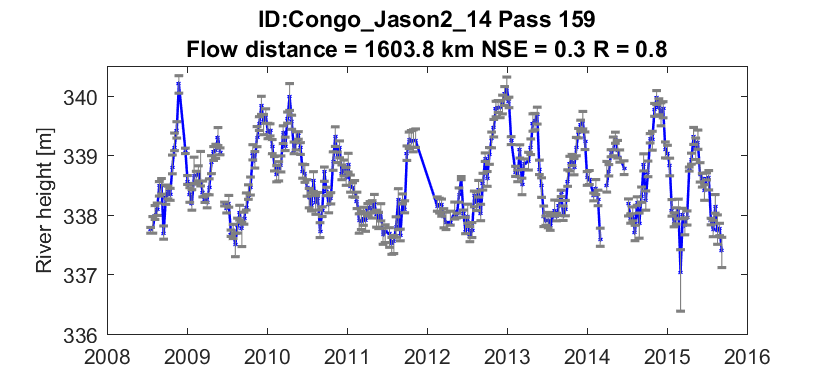 ID:Congo_Jason2_14 Pass 159
Flow distance = 1603.8 km NSE = 0.3 R = 0.8
River height [m]
340
339
338
337
336
2008 2009 2010 2011 2012 2013 2014 2015 2016